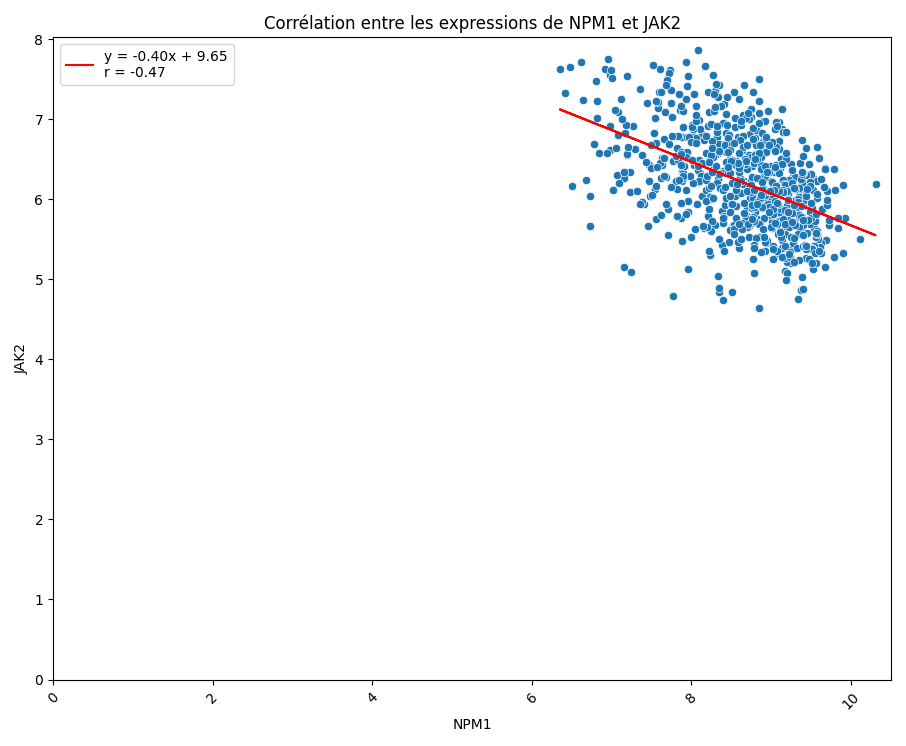 Corrélation entre les expressions de NPM1 et JAK2
y = -0.40x + 9.65
r = -0.47
8
7
6
5
4
3
2
1
0
JAK2
0 2 4 6 8 10
NPM1